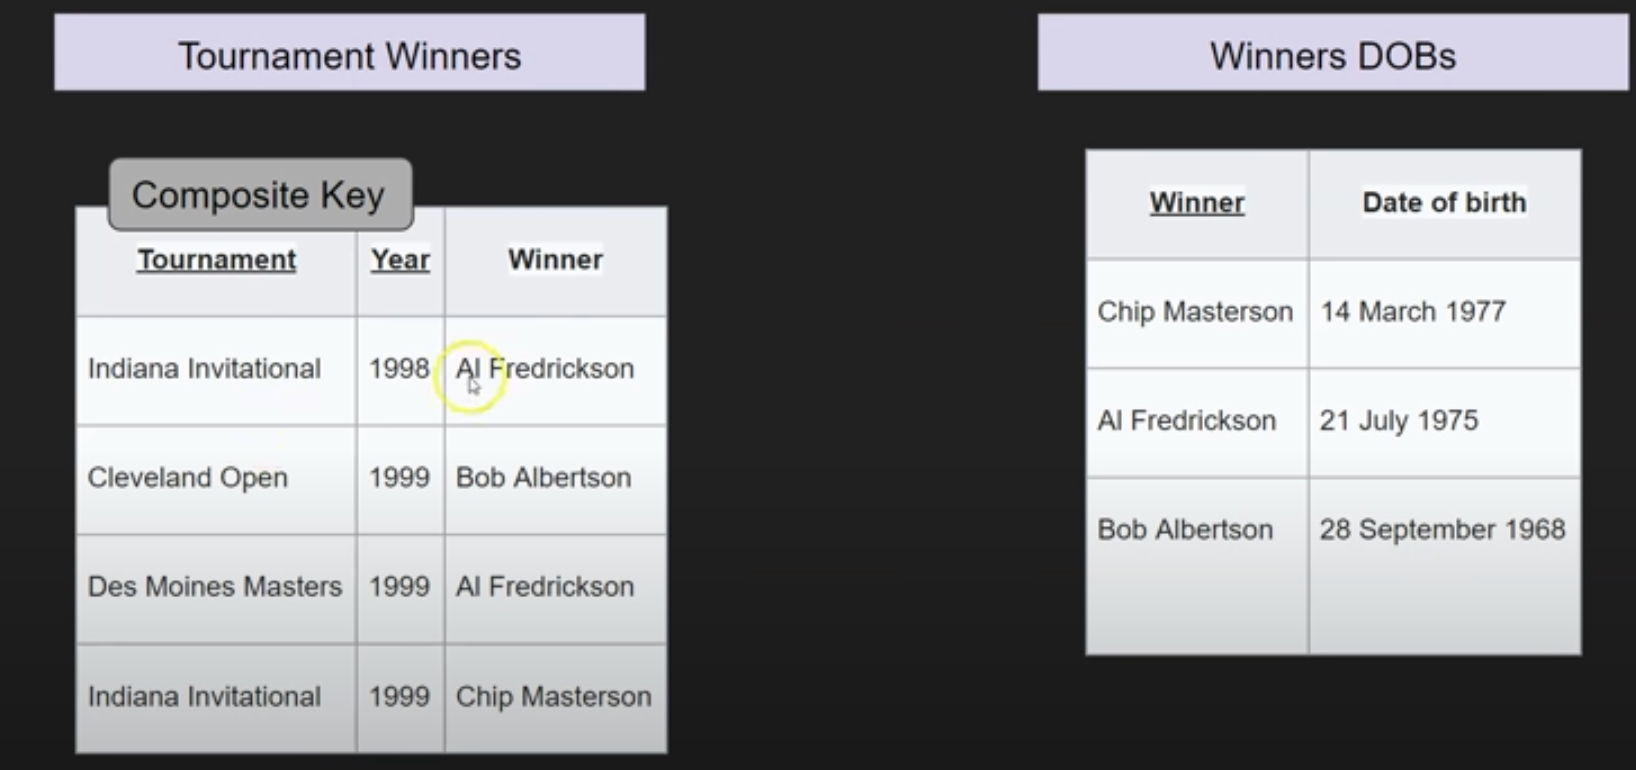 Tournament Winners
Composite Key
Tournament Year Winner
Indiana Invitational 1998 Al Fredrickson
Cleveland Open 1999 Bob Albertson
Des Moines Masters 1999 Al Fredrickson
Indiana Invitational 1999 Chip Masterson
Winners DOBs
Winner Date of birth
Chip Masterson 14 March 1977
Al Fredrickson 21 July 1975
Bob Albertson 28 September 1968